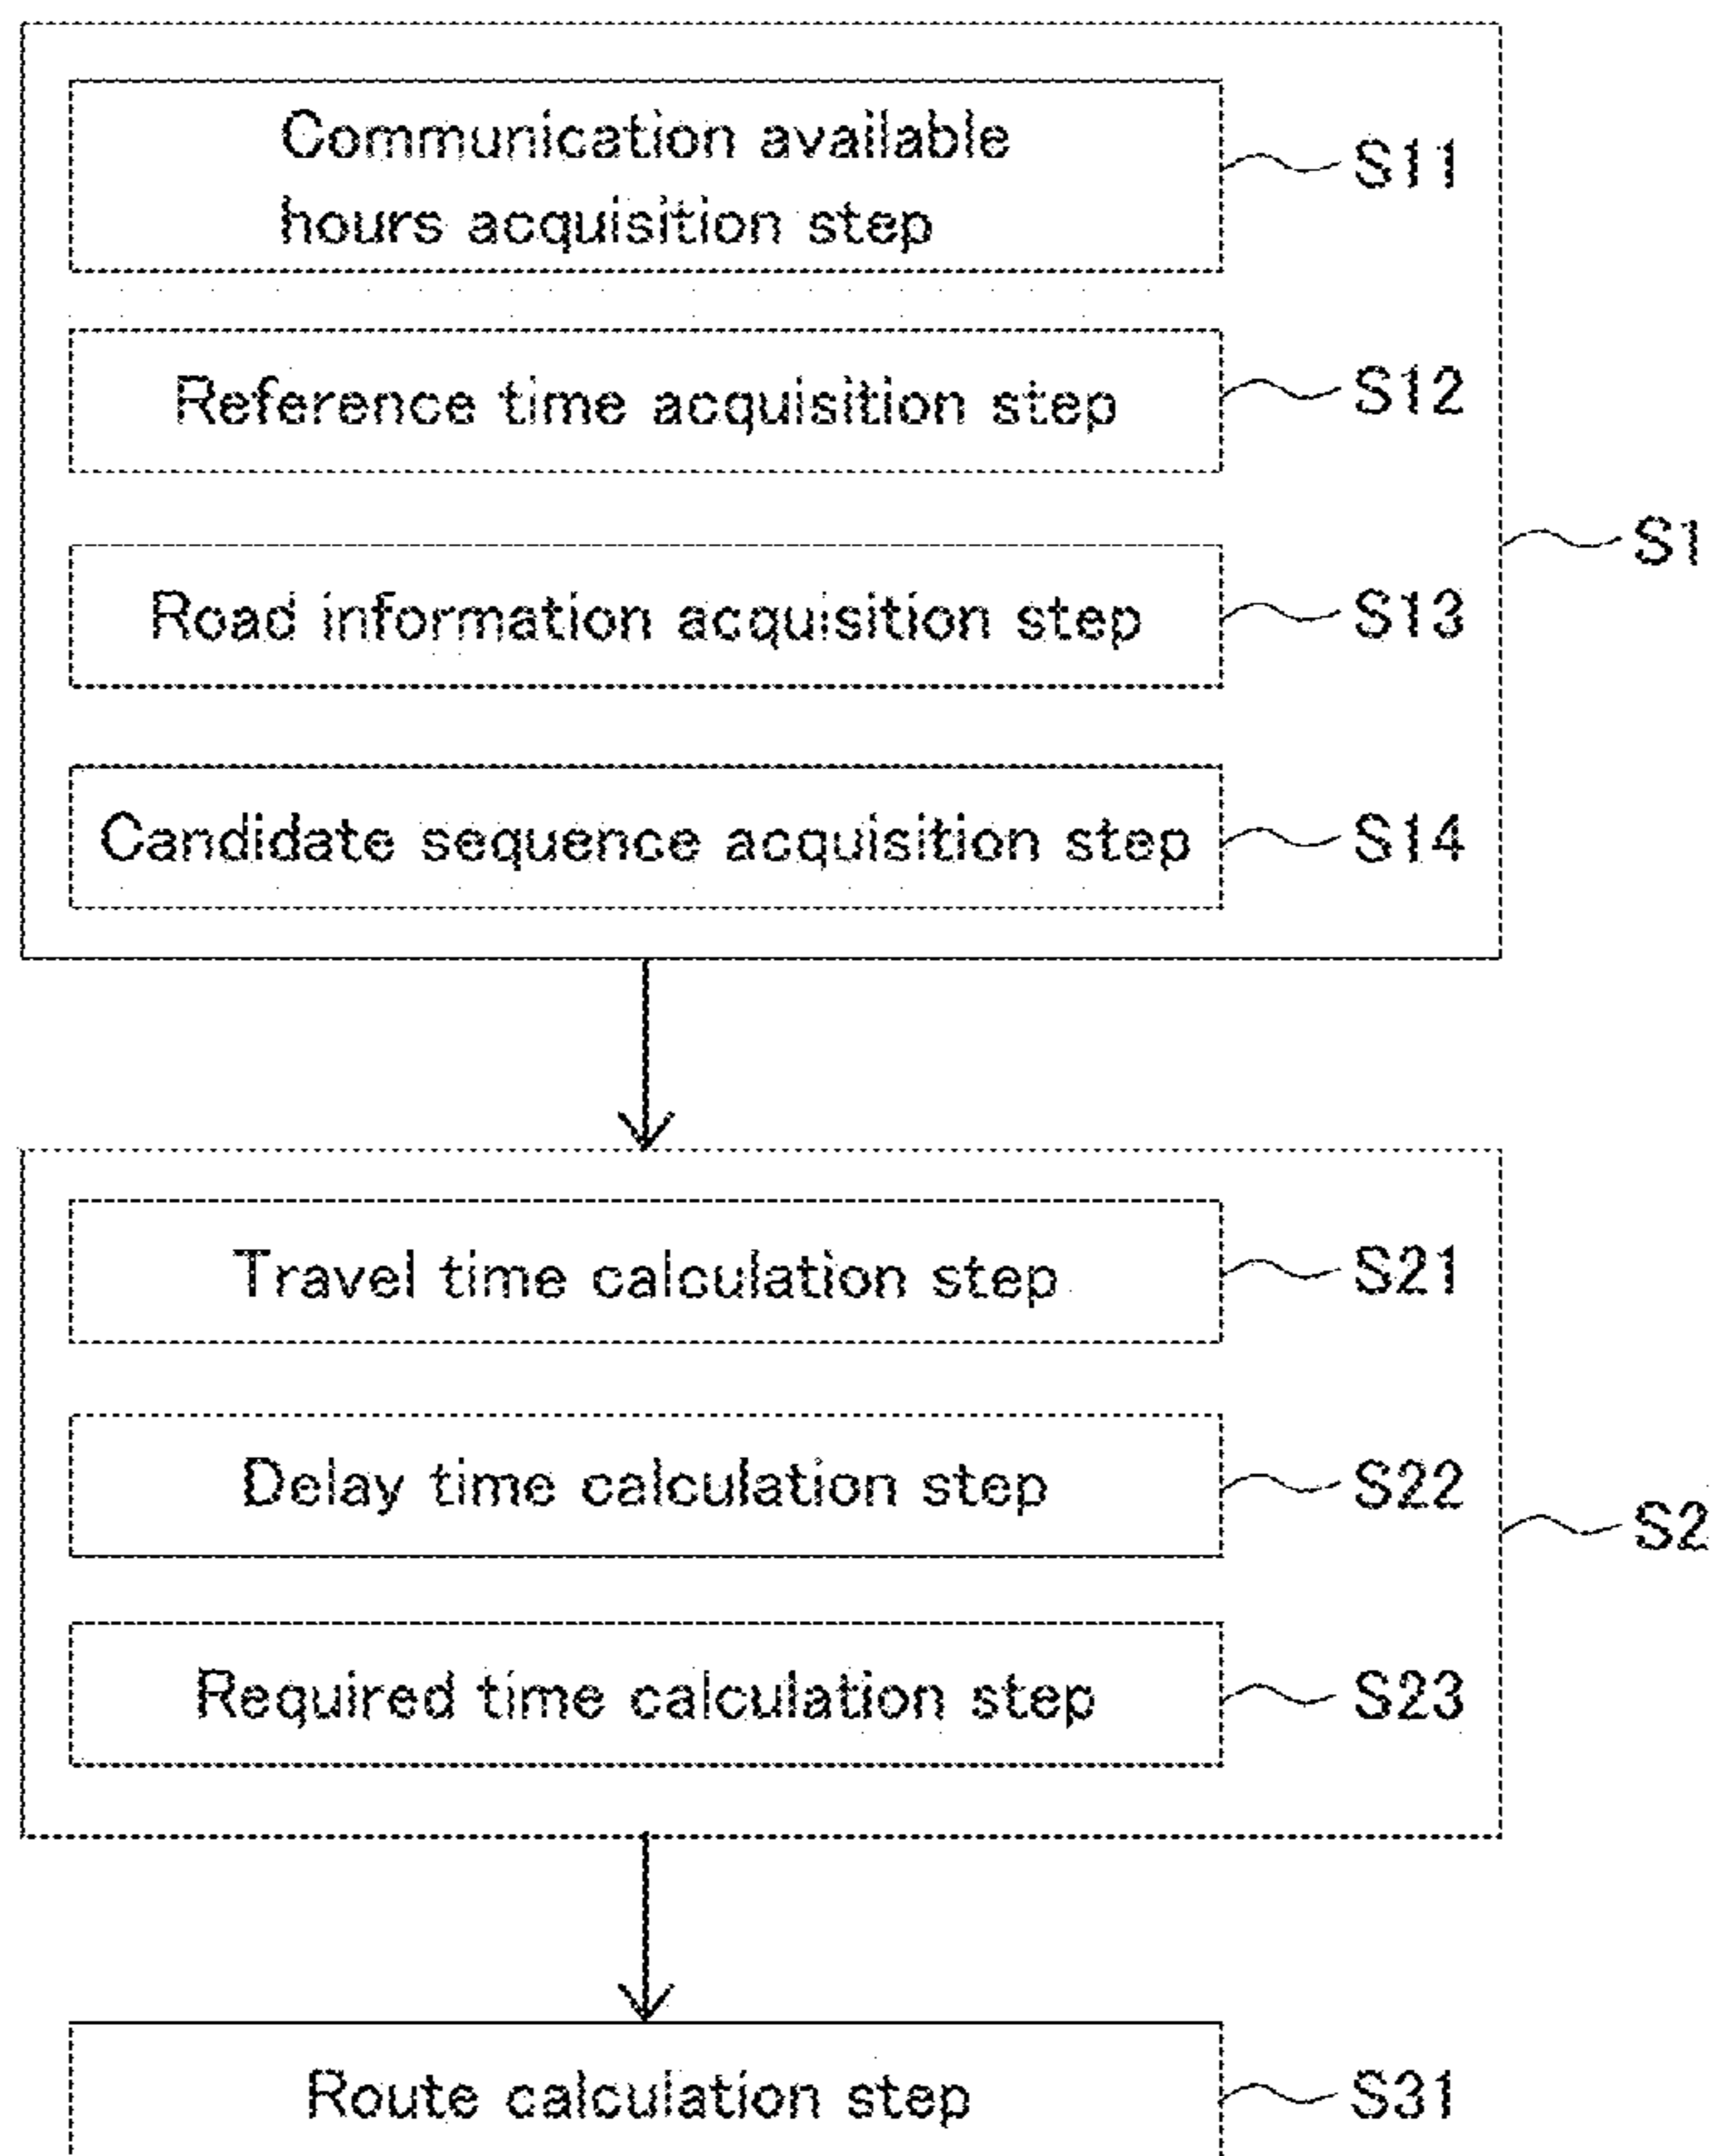 Communication available
hours acquisition step
S11
Reference time acquisition step
S12
S1
Road information acquisition step
S13
Candidate sequence acquisition step
S14
Travel time calculation step
S21
Delay time calculation step
S22
S2
Required time calculation step
S23
Route calculation step
S31